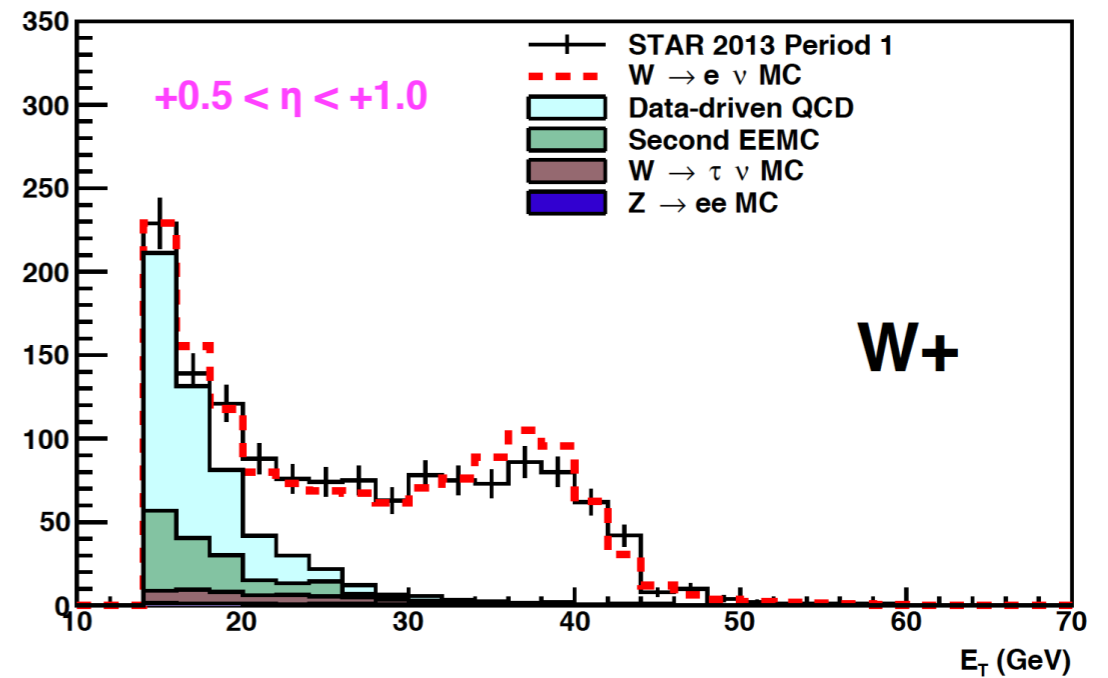 350
300
250
200
150
100
50
0
+0.5 < η < +1.0
STAR 2013 Period 1
W → e ν MC
Data-driven QCD
Second EEMC
W → τ ν MC
Z → ee MC
W+
10 20 30 40 50 60 70
E_T (GeV)